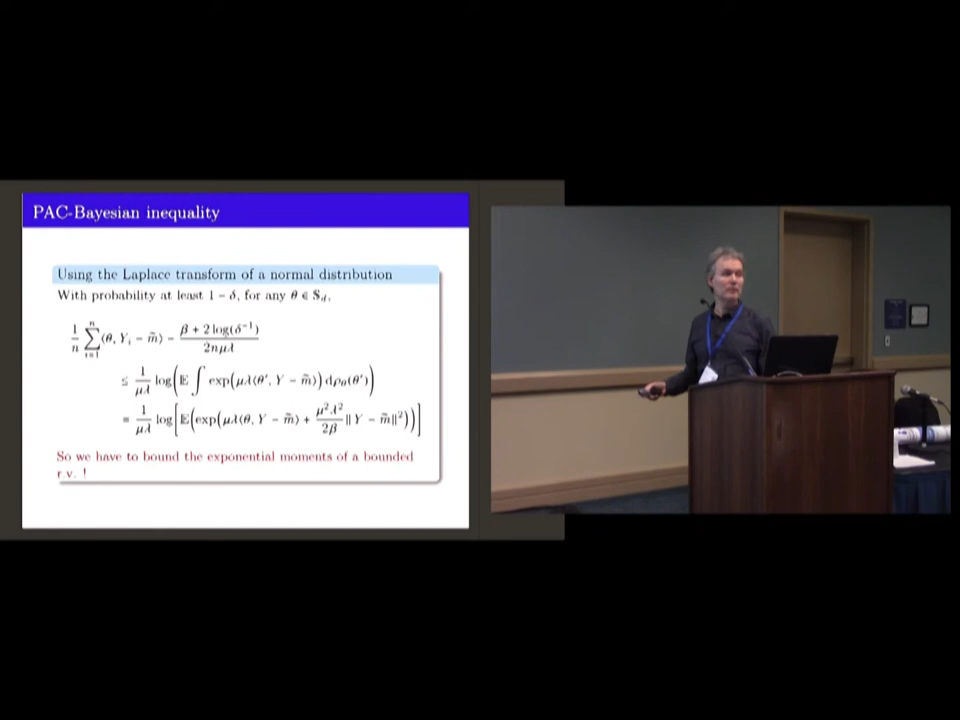 PAC-Bayesian inequality
Using the Laplace transform of a normal distribution
With probability at least 1 − δ, for any θ ∈ 𝕊_d,
1/n ∑_{i=1}^{n} ⟨θ, Y_i − m̃⟩ − (β + 2 log(δ^{-1}))/(2nμλ)
≤ 1/(μλ) log(𝔼 ∫ exp(μλ⟨θ′, Y − m̃⟩) dρ_θ(θ′))
= 1/(μλ) log[𝔼(exp(μλ⟨θ, Y − m̃⟩ + μ²λ²/(2β) ‖Y − m̃‖²))]
So we have to bound the exponential moments of a bounded
r.v. !